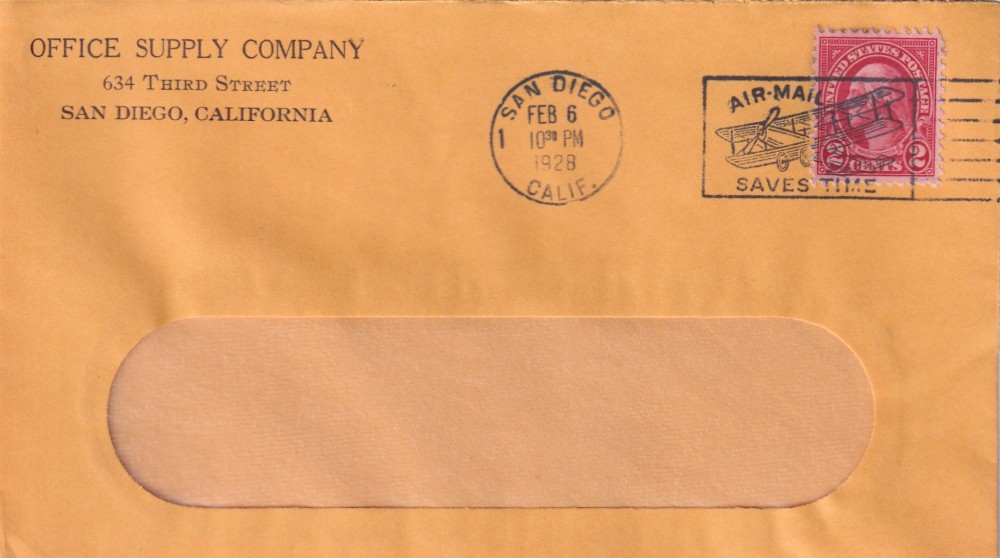 OFFICE SUPPLY COMPANY
634 THIRD STREET
SAN DIEGO, CALIFORNIA
SAN DIEGO
FEB 6
1
10³⁰ PM
1928
CALIF.
AIR-MAIL
SAVES TIME
UNITED STATES POSTAGE
2 CENTS 2